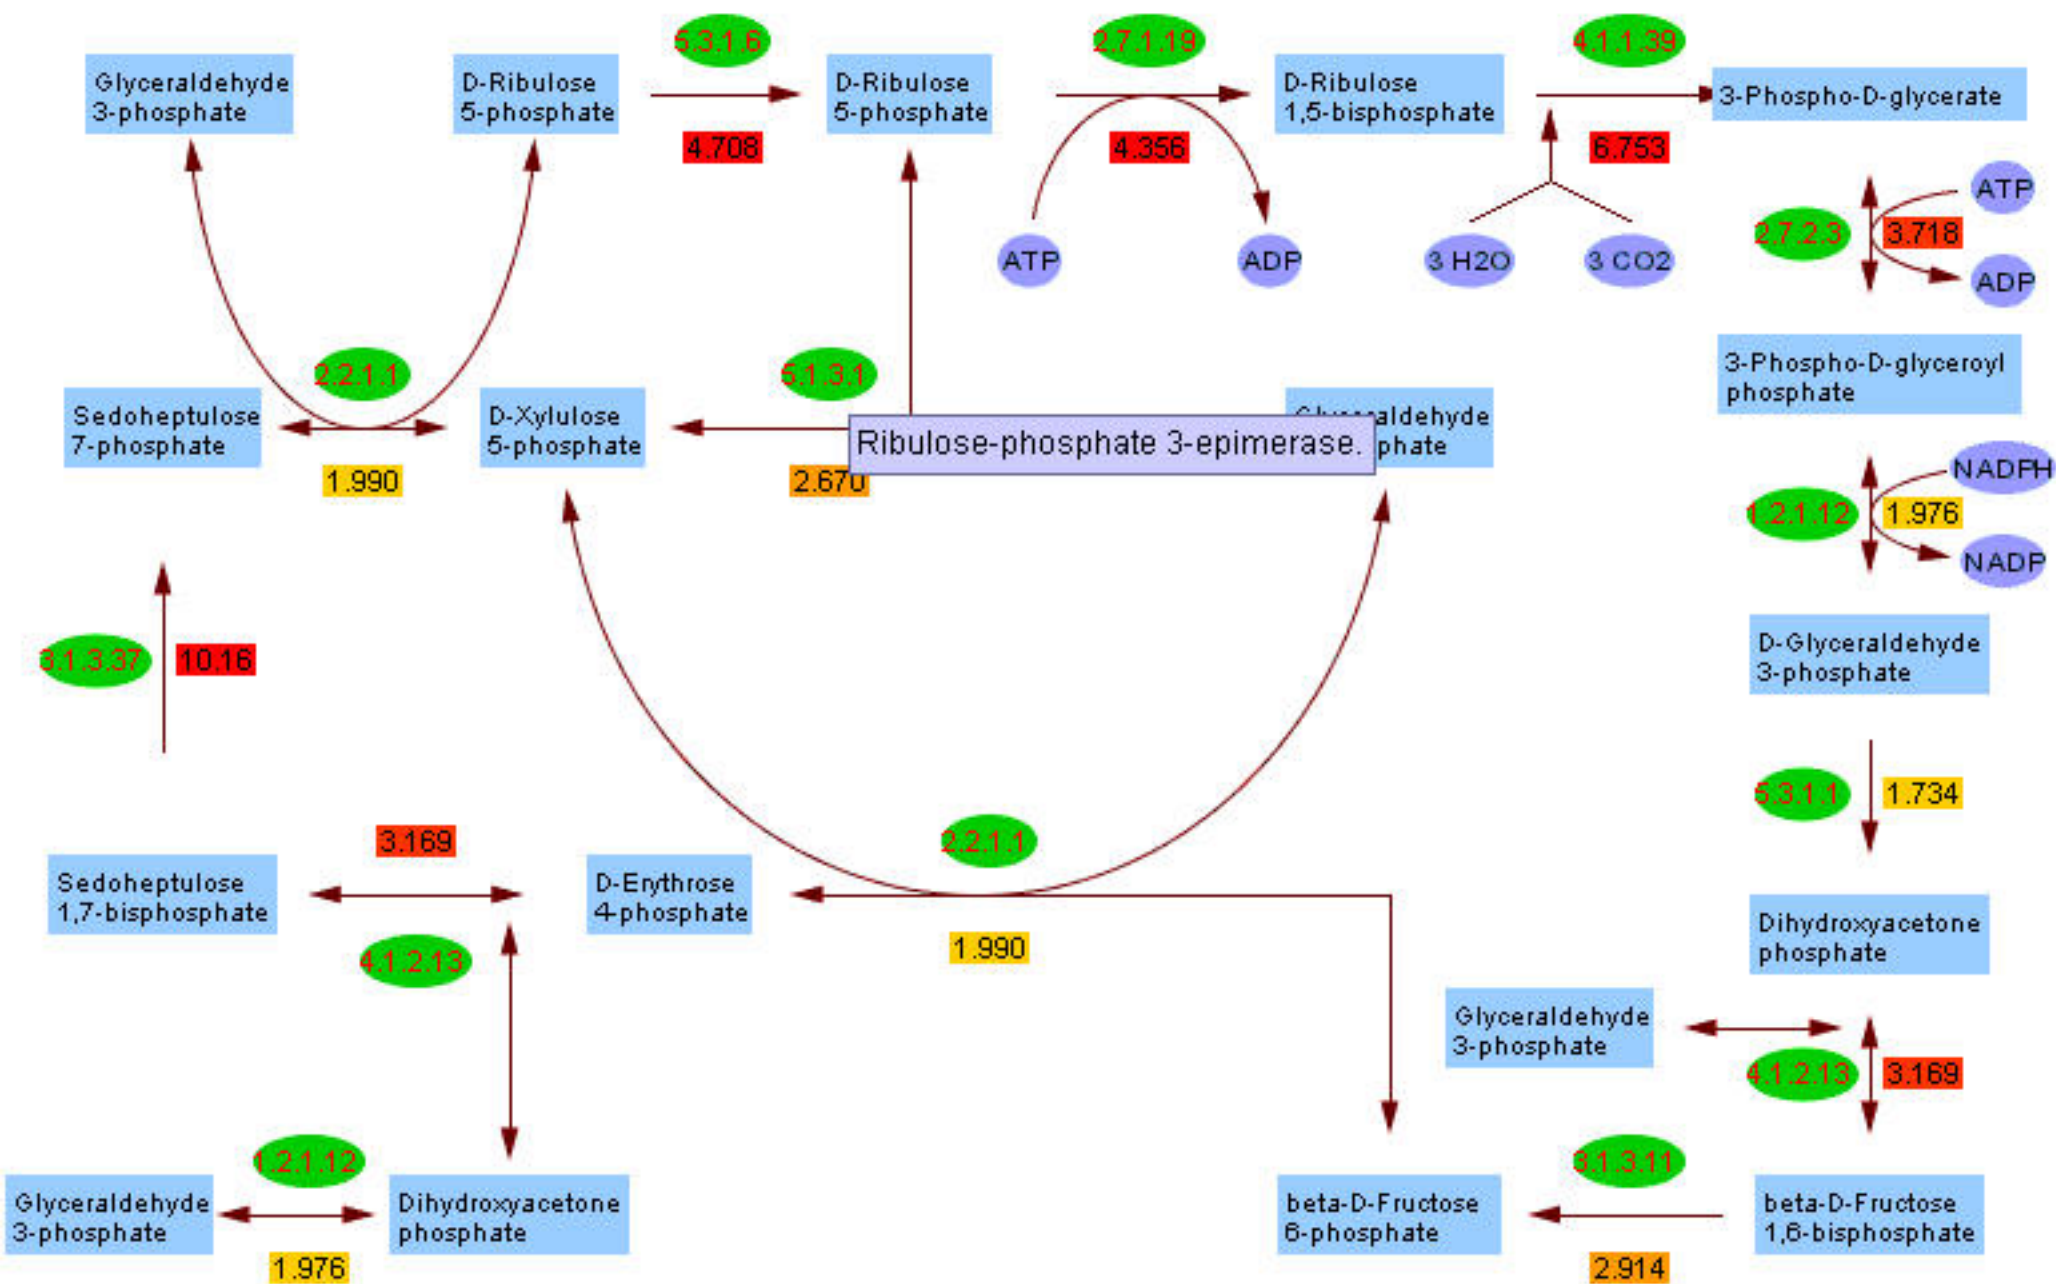 5.3.1.6
2.7.1.19
4.1.1.39
Glyceraldehyde
3-phosphate
D-Ribulose
5-phosphate
D-Ribulose
5-phosphate
D-Ribulose
1,5-bisphosphate
3-Phospho-D-glycerate
4.708
4.356
6.753
ATP
2.7.2.3
3.718
ATP
ADP
3 H2O
3 CO2
ADP
2.2.1.1
5.1.3.1
3-Phospho-D-glyceroyl
phosphate
Sedoheptulose
7-phosphate
D-Xylulose
5-phosphate
Ribulose-phosphate 3-epimerase.
Glyceraldehyde
phate
1.990
2.670
NADPH
1.2.1.12
1.976
NADP
3.1.3.37
10.16
D-Glyceraldehyde
3-phosphate
5.3.1.1
1.734
3.169
2.2.1.1
Sedoheptulose
1,7-bisphosphate
D-Erythrose
4-phosphate
1.990
4.1.2.13
Dihydroxyacetone
phosphate
Glyceraldehyde
3-phosphate
4.1.2.13
3.169
1.2.1.12
3.1.3.11
Glyceraldehyde
3-phosphate
Dihydroxyacetone
phosphate
beta-D-Fructose
6-phosphate
beta-D-Fructose
1,6-bisphosphate
1.976
2.914